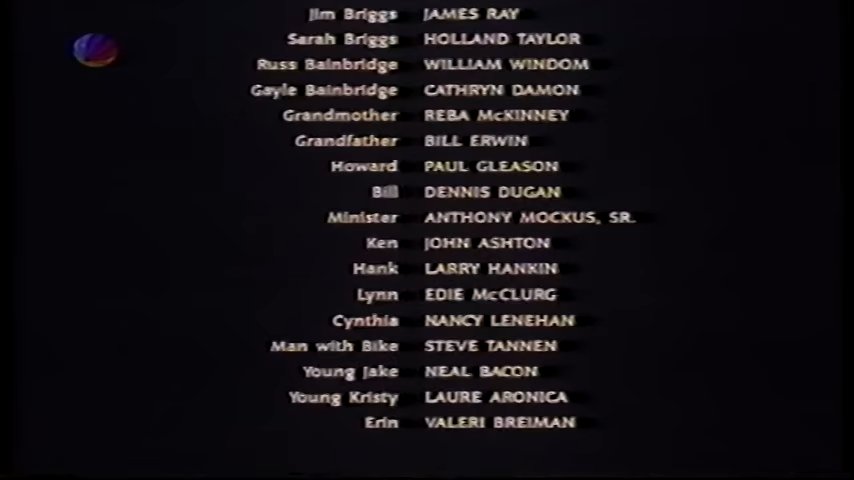 Jim Briggs JAMES RAY
Sarah Briggs HOLLAND TAYLOR
Russ Bainbridge WILLIAM WINDOM
Gayle Bainbridge CATHRYN DAMON
Grandmother REBA McKINNEY
Grandfather BILL ERWIN
Howard PAUL GLEASON
Bill DENNIS DUGAN
Minister ANTHONY MOCKUS, SR.
Ken JOHN ASHTON
Hank LARRY HANKIN
Lynn EDIE McCLURG
Cynthia NANCY LENEHAN
Man with Bike STEVE TANNEN
Young Jake NEAL BACON
Young Kristy LAURE ARONICA
Erin VALERI BREIMAN